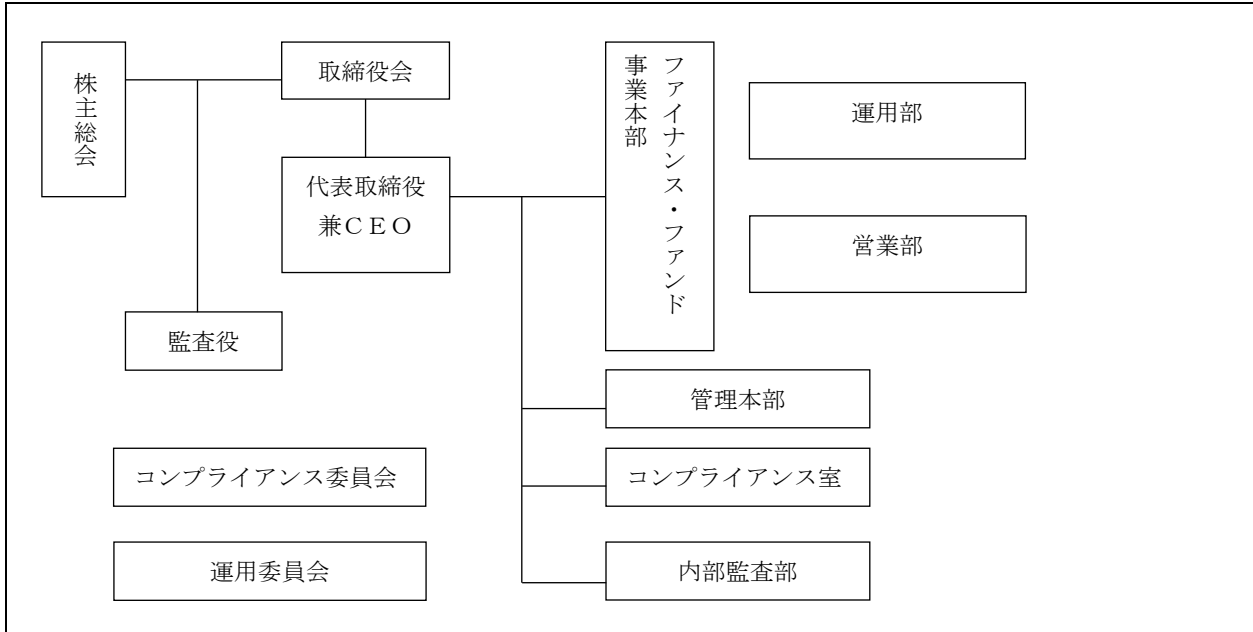 株主総会
取締役会
代表取締役
兼ＣＥＯ
監査役
コンプライアンス委員会
運用委員会
ファイナンス・ファンド
事業本部
運用部
営業部
管理本部
コンプライアンス室
内部監査部